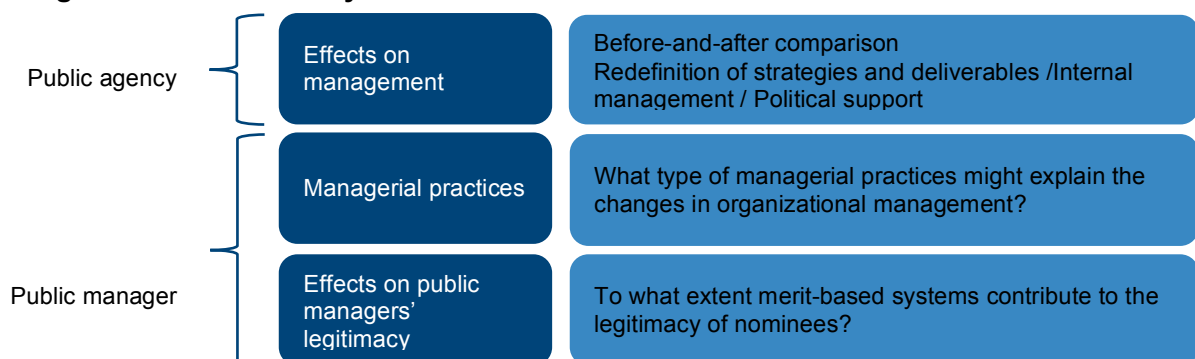 Public agency
Effects on
management
Before-and-after comparison
Redefinition of strategies and deliverables /Internal
management / Political support
Managerial practices
What type of managerial practices might explain the
changes in organizational management?
Public manager
Effects on public
managers’
legitimacy
To what extent merit-based systems contribute to the
legitimacy of nominees?